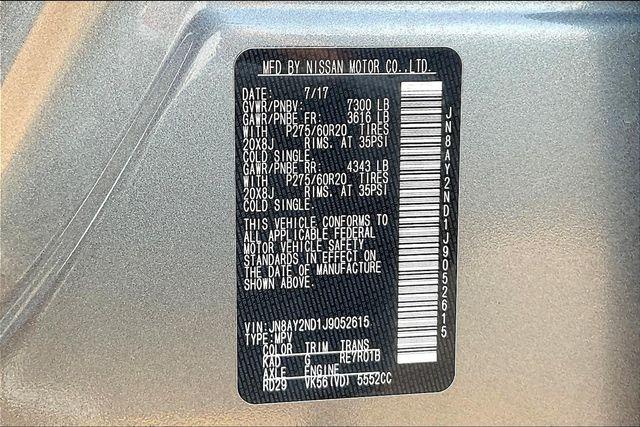 MFD BY NISSAN MOTOR CO.,LTD.
DATE: 7/17
GVWR/PNBV: 7300 LB
GAWR/PNBE FR: 3616 LB
WITH P275/60R20 TIRES
20X8J RIMS. AT 35PSI
COLD SINGLE.
GAWR/PNBE RR: 4343 LB
WITH P275/60R20 TIRES
20X8J RIMS. AT 35PSI
COLD SINGLE.
THIS VEHICLE CONFORMS TO
ALL APPLICABLE FEDERAL
MOTOR VEHICLE SAFETY
STANDARDS IN EFFECT ON
THE DATE OF MANUFACTURE
SHOWN ABOVE.
VIN:JN8AY2ND1J9052615
TYPE:MPV
COLOR TRIM TRANS
KAD G RE7R01B
AXLE ENGINE
RD29 VK56(VD) 5552CC
JN8AY2ND1J9052615